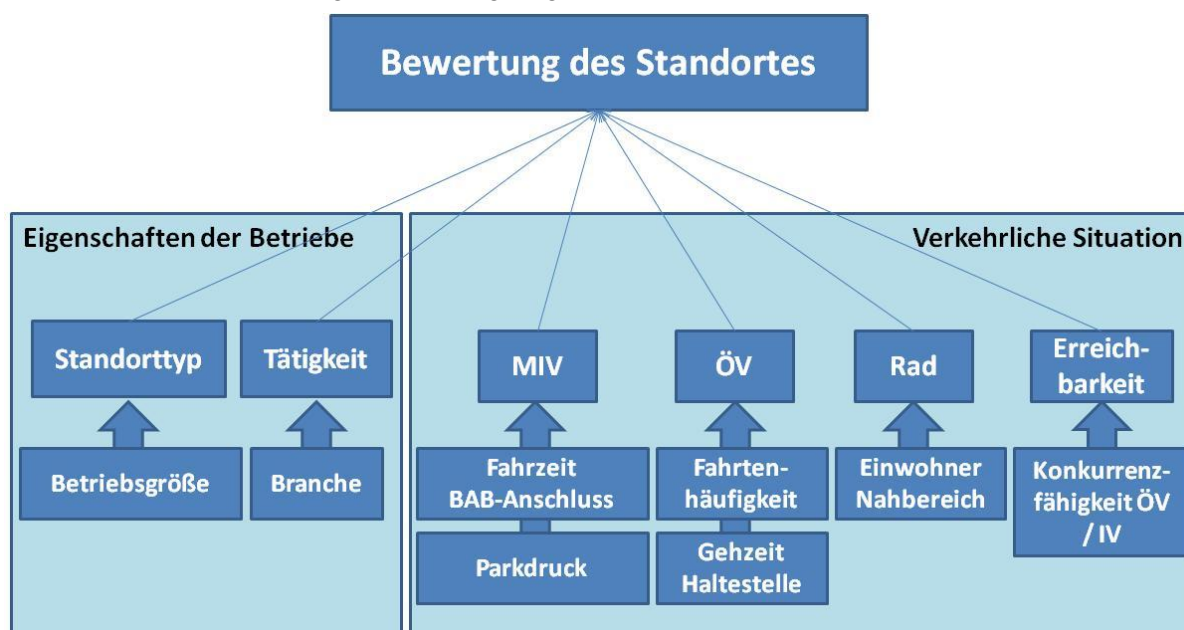 Bewertung des Standortes
Eigenschaften der Betriebe
Verkehrliche Situation
Standorttyp
Tätigkeit
MIV
ÖV
Rad
Erreich-
barkeit
Betriebsgröße
Branche
Fahrzeit
BAB-Anschluss
Fahrten-
häufigkeit
Einwohner
Nahbereich
Konkurrenz-
fähigkeit ÖV
/ IV
Parkdruck
Gehzeit
Haltestelle